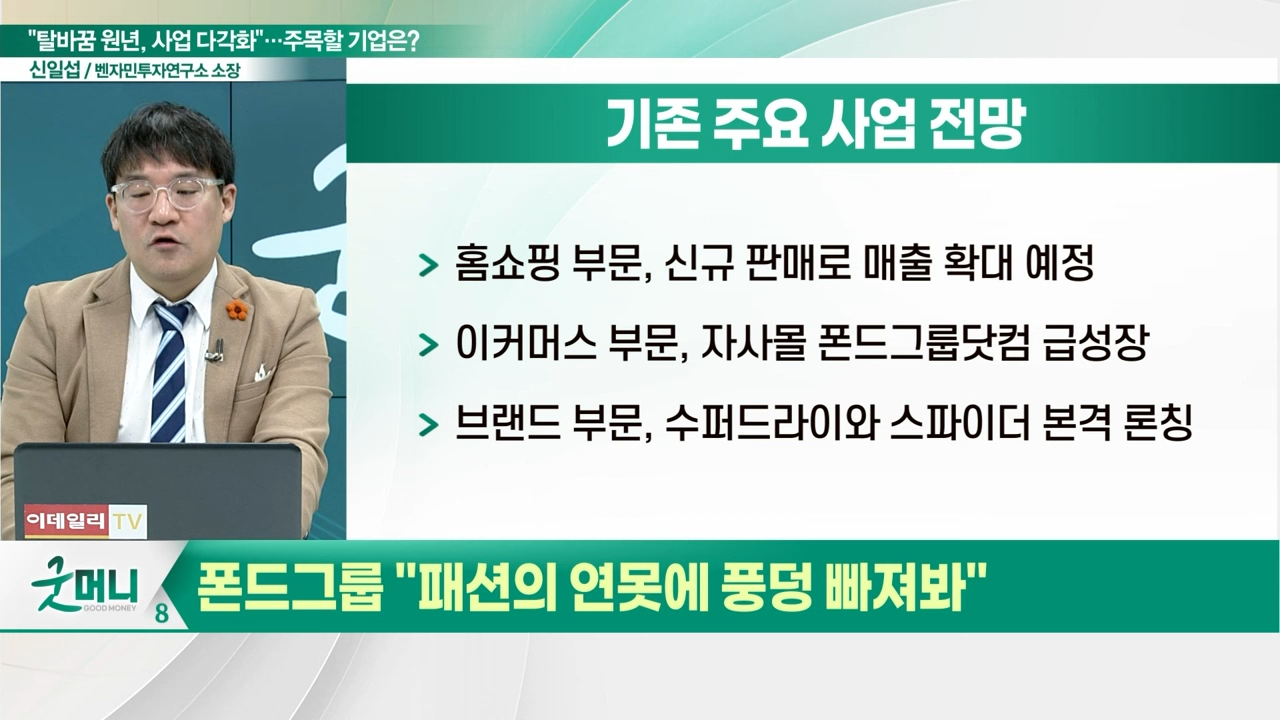 "탈바꿈 원년, 사업 다각화"…주목할 기업은?
신일섭 / 벤자민투자연구소 소장
기존 주요 사업 전망
> 홈쇼핑 부문, 신규 판매로 매출 확대 예정
> 이커머스 부문, 자사몰 폰드그룹닷컴 급성장
> 브랜드 부문, 수퍼드라이와 스파이더 본격 론칭
이데일리 TV
굿머니
GOOD MONEY
8
폰드그룹 "패션의 연못에 풍덩 빠져봐"